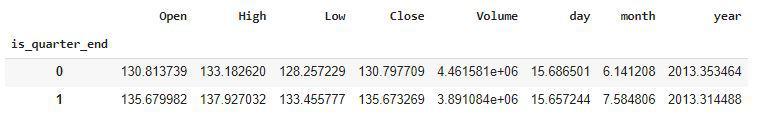 Open High Low Close Volume day month year
is_quarter_end
0 130.813739 133.182620 128.257229 130.797709 4.461581e+06 15.686501 6.141208 2013.353464
1 135.679982 137.927032 133.455777 135.673269 3.891084e+06 15.657244 7.584806 2013.314488